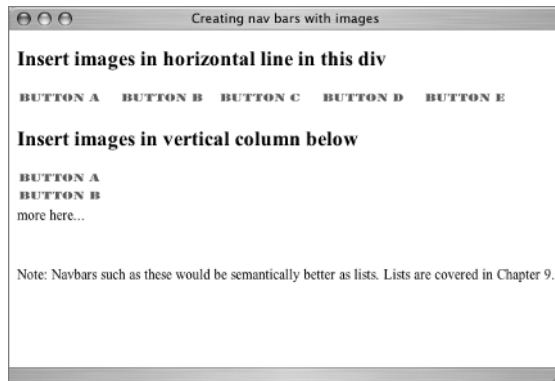 Creating nav bars with images
Insert images in horizontal line in this div
BUTTON A BUTTON B BUTTON C BUTTON D BUTTON E
Insert images in vertical column below
BUTTON A
BUTTON B
more here...
Note: Navbars such as these would be semantically better as lists. Lists are covered in Chapter 9.